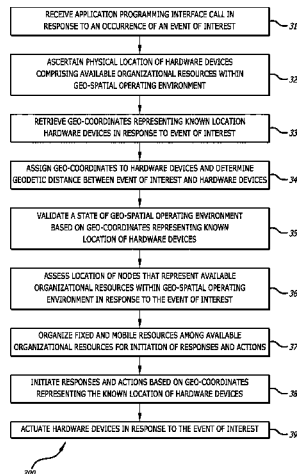 RECEIVE APPLICATION PROGRAMMING INTERFACE CALL IN
RESPONSE TO AN OCCURRENCE OF AN EVENT OF INTEREST
31
ASCERTAIN PHYSICAL LOCATION OF HARDWARE DEVICES
COMPRISING AVAILABLE ORGANIZATIONAL RESOURCES WITHIN
GEO-SPATIAL OPERATING ENVIRONMENT
32
RETRIEVE GEO-COORDINATES REPRESENTING KNOWN LOCATION
HARDWARE DEVICES IN RESPONSE TO EVENT OF INTEREST
33
ASSIGN GEO-COORDINATES TO HARDWARE DEVICES AND DETERMINE
GEODETIC DISTANCE BETWEEN EVENT OF INTEREST AND HARDWARE DEVICES
34
VALIDATE A STATE OF GEO-SPATIAL OPERATING ENVIRONMENT
BASED ON GEO-COORDINATES REPRESENTING KNOWN
LOCATION OF HARDWARE DEVICES
35
ASSESS LOCATION OF NODES THAT REPRESENT AVAILABLE
ORGANIZATIONAL RESOURCES WITHIN GEO-SPATIAL OPERATING
ENVIRONMENT IN RESPONSE TO THE EVENT OF INTEREST
36
ORGANIZE FIXED AND MOBILE RESOURCES AMONG AVAILABLE
ORGANIZATIONAL RESOURCES FOR INITIATION OF RESPONSES AND ACTIONS
37
INITIATE RESPONSES AND ACTIONS BASED ON GEO-COORDINATES
REPRESENTING THE KNOWN LOCATION OF HARDWARE DEVICES
38
ACTUATE HARDWARE DEVICES IN RESPONSE TO THE EVENT OF INTEREST
39